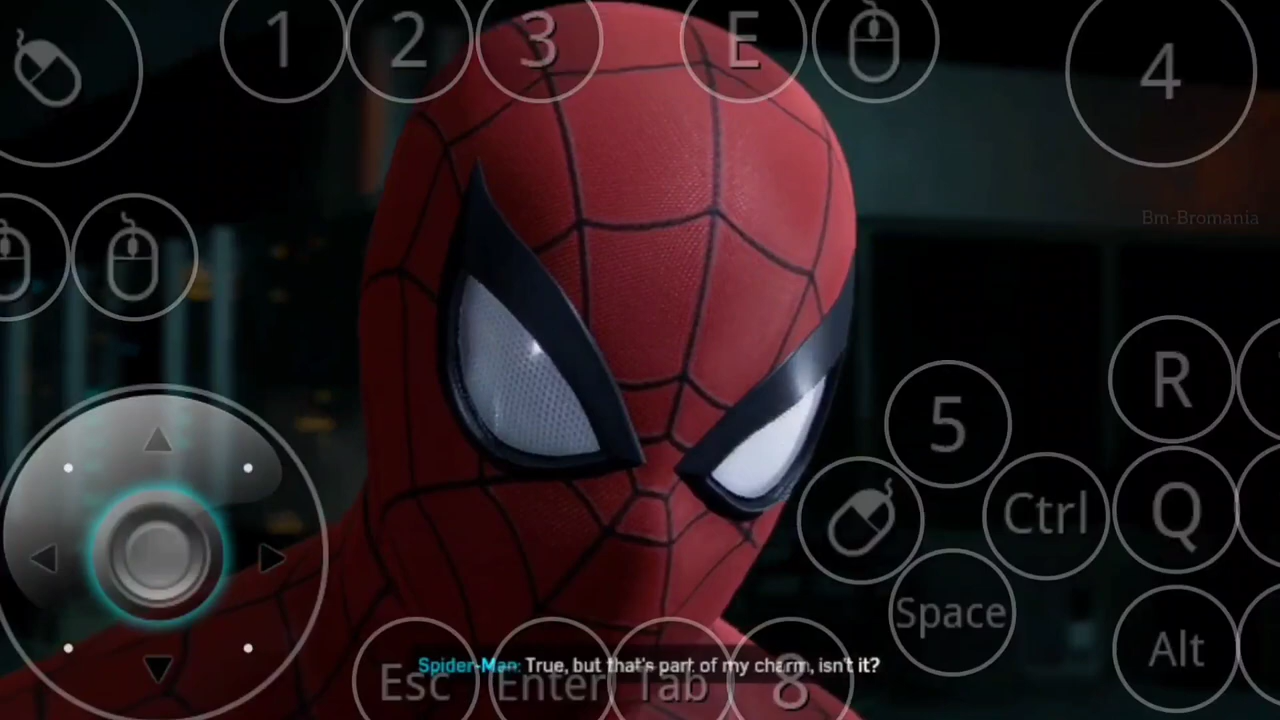 1 2 3 E 4
Bm-Bromania
R
5
Ctrl Q
Space
Alt
Spider-Man: True, but that's part of my charm, isn't it?
Esc Enter Tab 8